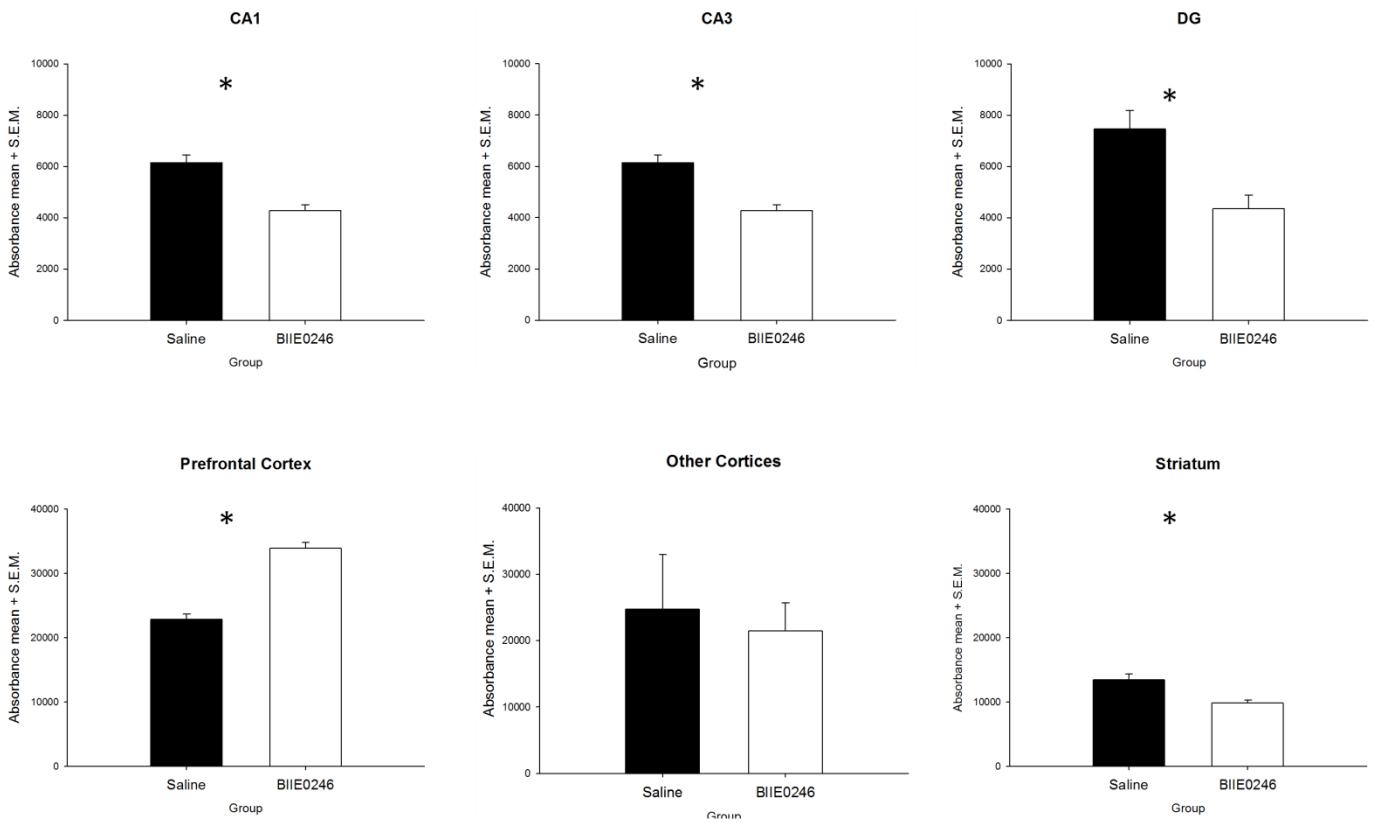 CA1
CA3
DG
10000
8000
6000
4000
2000
0
Absorbance mean + S.E.M.
*
Saline
BIIE0246
Group
10000
8000
6000
4000
2000
0
Absorbance mean + S.E.M.
*
Saline
BIIE0246
Group
10000
8000
6000
4000
2000
0
Absorbance mean + S.E.M.
*
Saline
BIIE0246
Group
Prefrontal Cortex
Other Cortices
Striatum
40000
30000
20000
10000
0
Absorbance mean + S.E.M.
*
Saline
BIIE0246
Group
40000
30000
20000
10000
0
Absorbance mean + S.E.M.
Saline
BIIE0246
Group
40000
30000
20000
10000
0
Absorbance mean + S.E.M.
*
Saline
BIIE0246
Group